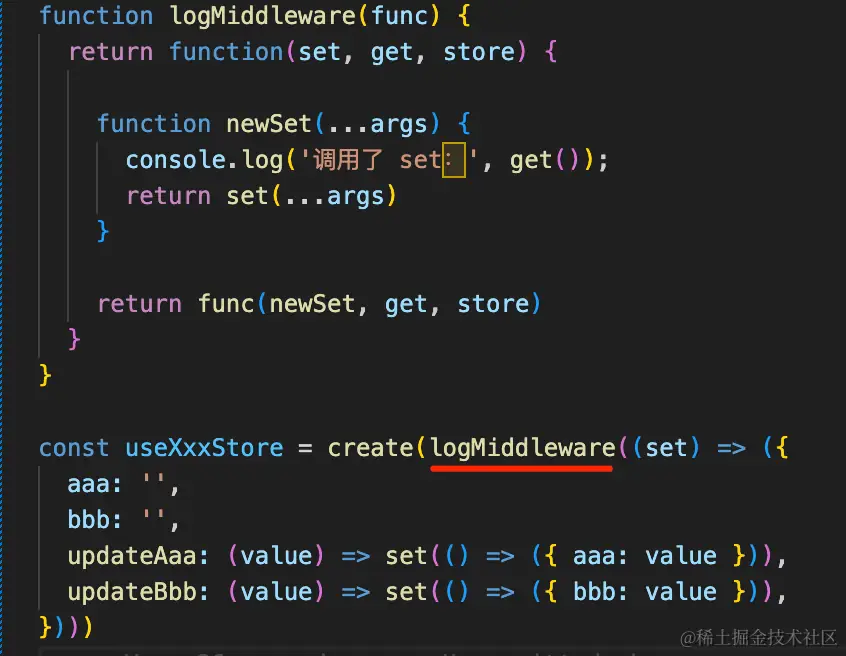 function logMiddleware(func) {
  return function(set, get, store) {
    function newSet(...args) {
      console.log('调用了 set：', get());
      return set(...args)
    }
    return func(newSet, get, store)
  }
}
const useXxxStore = create(logMiddleware((set) => ({
  aaa: '',
  bbb: '',
  updateAaa: (value) => set(() => ({ aaa: value })),
  updateBbb: (value) => set(() => ({ bbb: value })),
})))
@稀土掘金技术社区